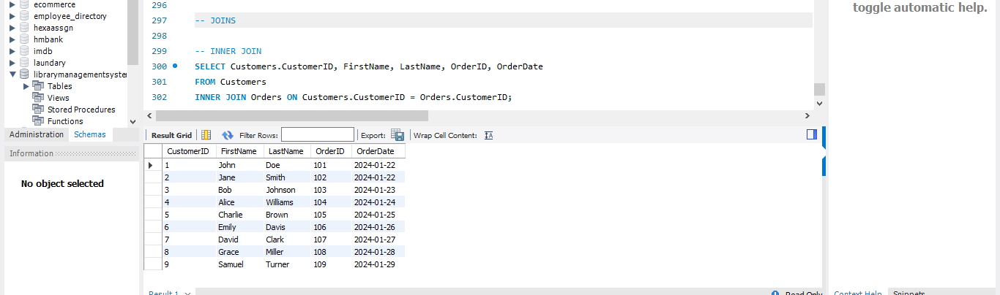 ecommerce
employee_directory
hexaassgn
hmbank
imdb
laundary
librarymanagementsystem
Tables
Views
Stored Procedures
Functions
Administration Schemas
Information
No object selected
296
297 -- JOINS
298
299 -- INNER JOIN
300 SELECT Customers.CustomerID, FirstName, LastName, OrderID, OrderDate
301 FROM Customers
302 INNER JOIN Orders ON Customers.CustomerID = Orders.CustomerID;
Result Grid Filter Rows: Export: Wrap Cell Content: IA
CustomerID FirstName LastName OrderID OrderDate
1 John Doe 101 2024-01-22
2 Jane Smith 102 2024-01-22
3 Bob Johnson 103 2024-01-23
4 Alice Williams 104 2024-01-24
5 Charlie Brown 105 2024-01-25
6 Emily Davis 106 2024-01-26
7 David Clark 107 2024-01-27
8 Grace Miller 108 2024-01-28
9 Samuel Turner 109 2024-01-29
Result 1
Read Only
toggle automatic help.
Context Help Snippets